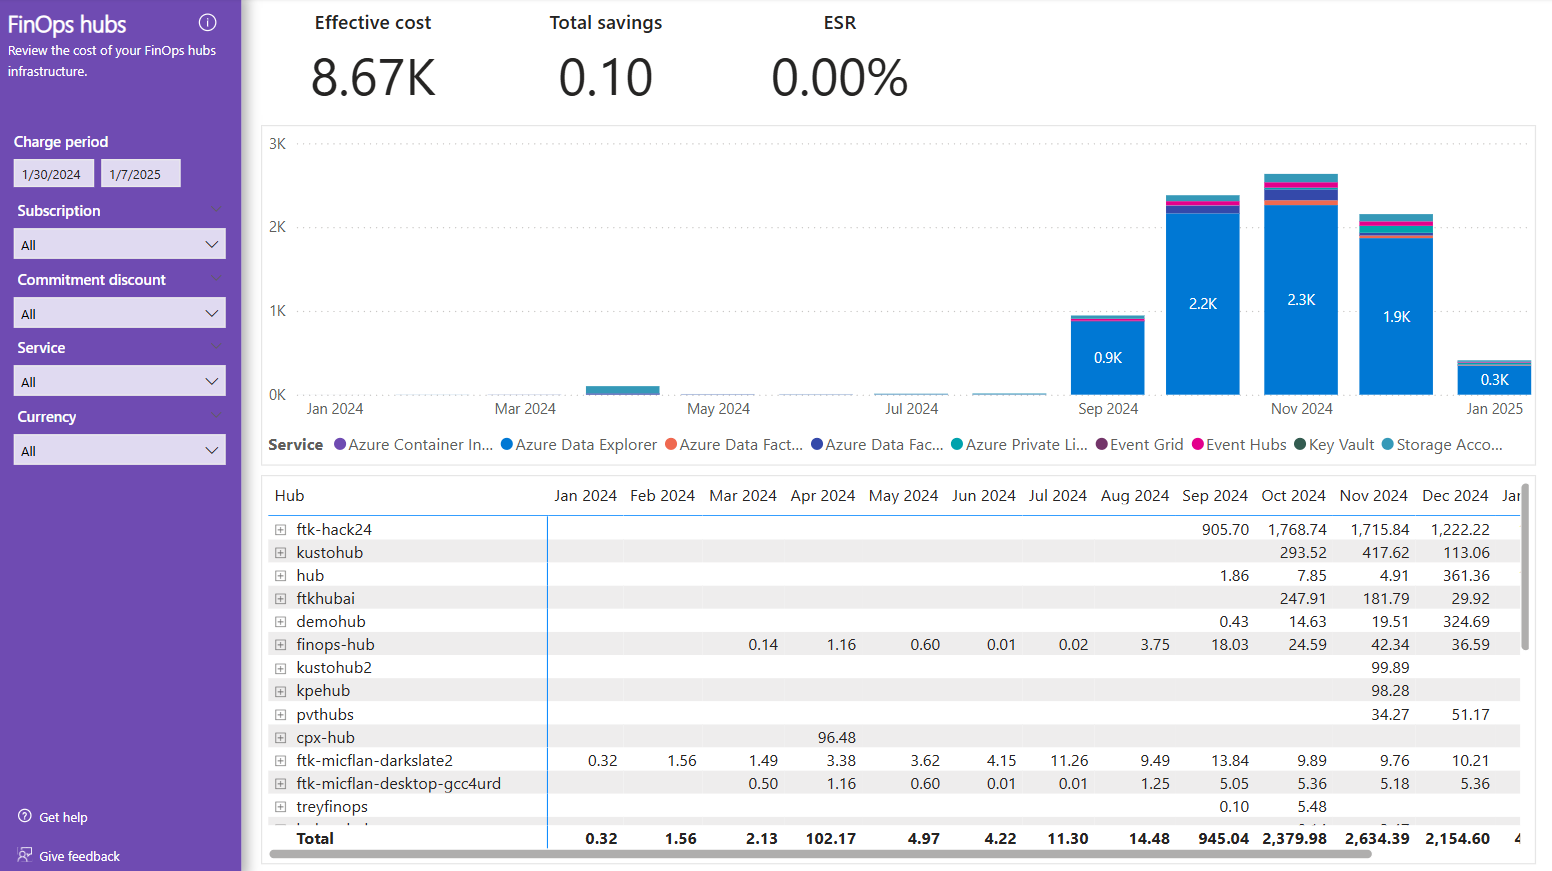 FinOps hubs
Review the cost of your FinOps hubs
infrastructure.
Charge period
1/30/2024 1/7/2025
Subscription
All
Commitment discount
All
Service
All
Currency
All
Get help
Give feedback
Effective cost Total savings ESR
8.67K 0.10 0.00%
3K
2K
1K
0K
0.9K
2.2K
2.3K
1.9K
0.3K
Jan 2024 Mar 2024 May 2024 Jul 2024 Sep 2024 Nov 2024 Jan 2025
Service Azure Container In... Azure Data Explorer Azure Data Fact... Azure Data Fac... Azure Private Li... Event Grid Event Hubs Key Vault Storage Acco...
Hub Jan 2024 Feb 2024 Mar 2024 Apr 2024 May 2024 Jun 2024 Jul 2024 Aug 2024 Sep 2024 Oct 2024 Nov 2024 Dec 2024
ftk-hack24 905.70 1,768.74 1,715.84 1,222.22
kustohub 293.52 417.62 113.06
hub 1.86 7.85 4.91 361.36
ftkhubai 247.91 181.79 29.92
demohub 0.43 14.63 19.51 324.69
finops-hub 0.14 1.16 0.60 0.01 0.02 3.75 18.03 24.59 42.34 36.59
kustohub2 99.89
kpehub 98.28
pvthubs 34.27 51.17
cpx-hub 96.48
ftk-micflan-darkslate2 0.32 1.56 1.49 3.38 3.62 4.15 11.26 9.49 13.84 9.89 9.76 10.21
ftk-micflan-desktop-gcc4urd 0.50 1.16 0.60 0.01 0.01 1.25 5.05 5.36 5.18 5.36
treyfinops 0.10 5.48
Total 0.32 1.56 2.13 102.17 4.97 4.22 11.30 14.48 945.04 2,379.98 2,634.39 2,154.60